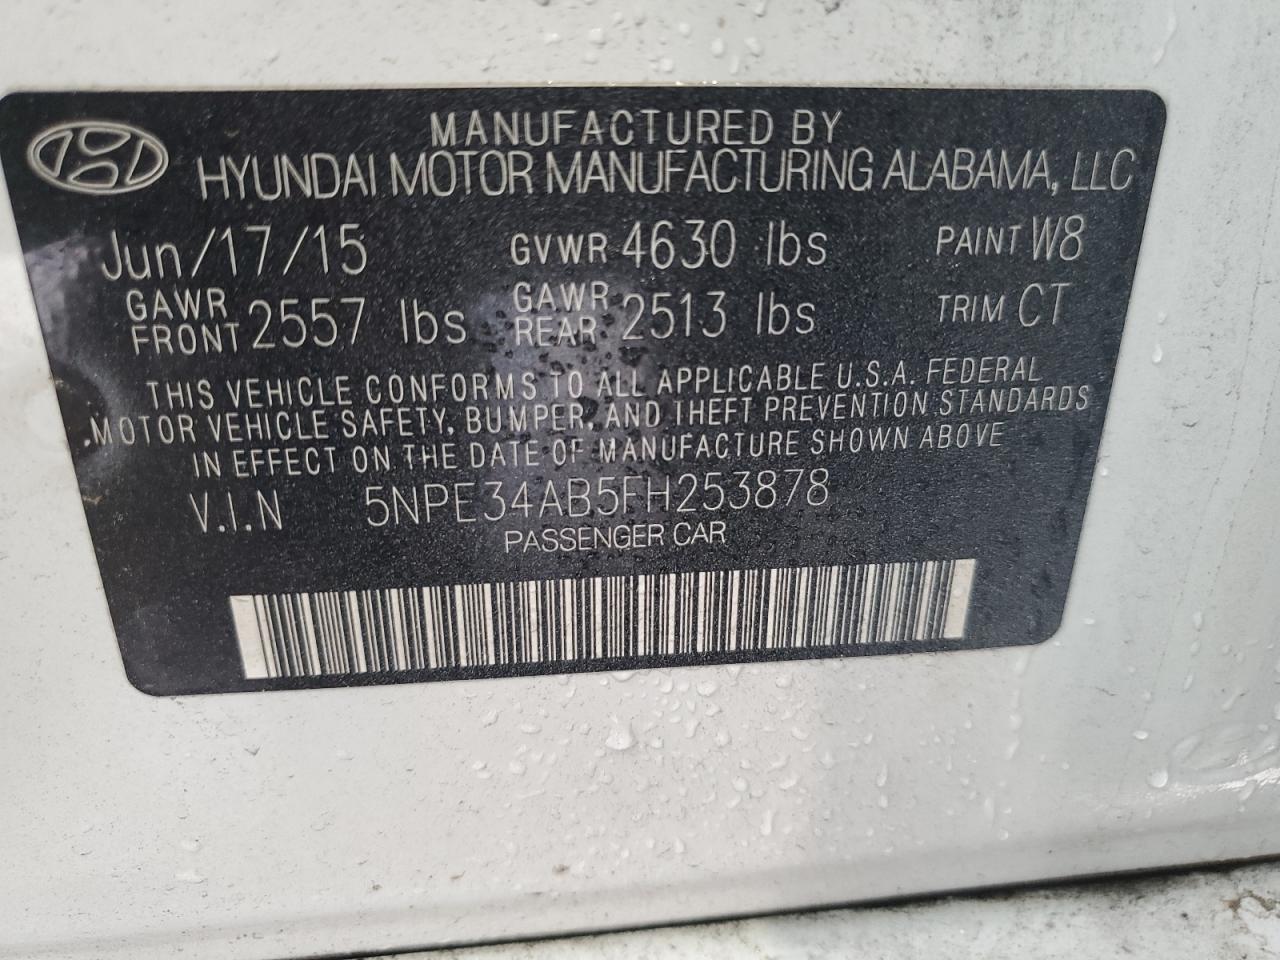 MANUFACTURED BY
HYUNDAI MOTOR MANUFACTURING ALABAMA, LLC
Jun/17/15 GVWR 4630 lbs PAINT W8
GAWR FRONT 2557 lbs GAWR REAR 2513 lbs TRIM CT
THIS VEHICLE CONFORMS TO ALL APPLICABLE U.S.A. FEDERAL
MOTOR VEHICLE SAFETY, BUMPER, AND THEFT PREVENTION STANDARDS
IN EFFECT ON THE DATE OF MANUFACTURE SHOWN ABOVE
V.I.N 5NPE34AB5FH253878
PASSENGER CAR